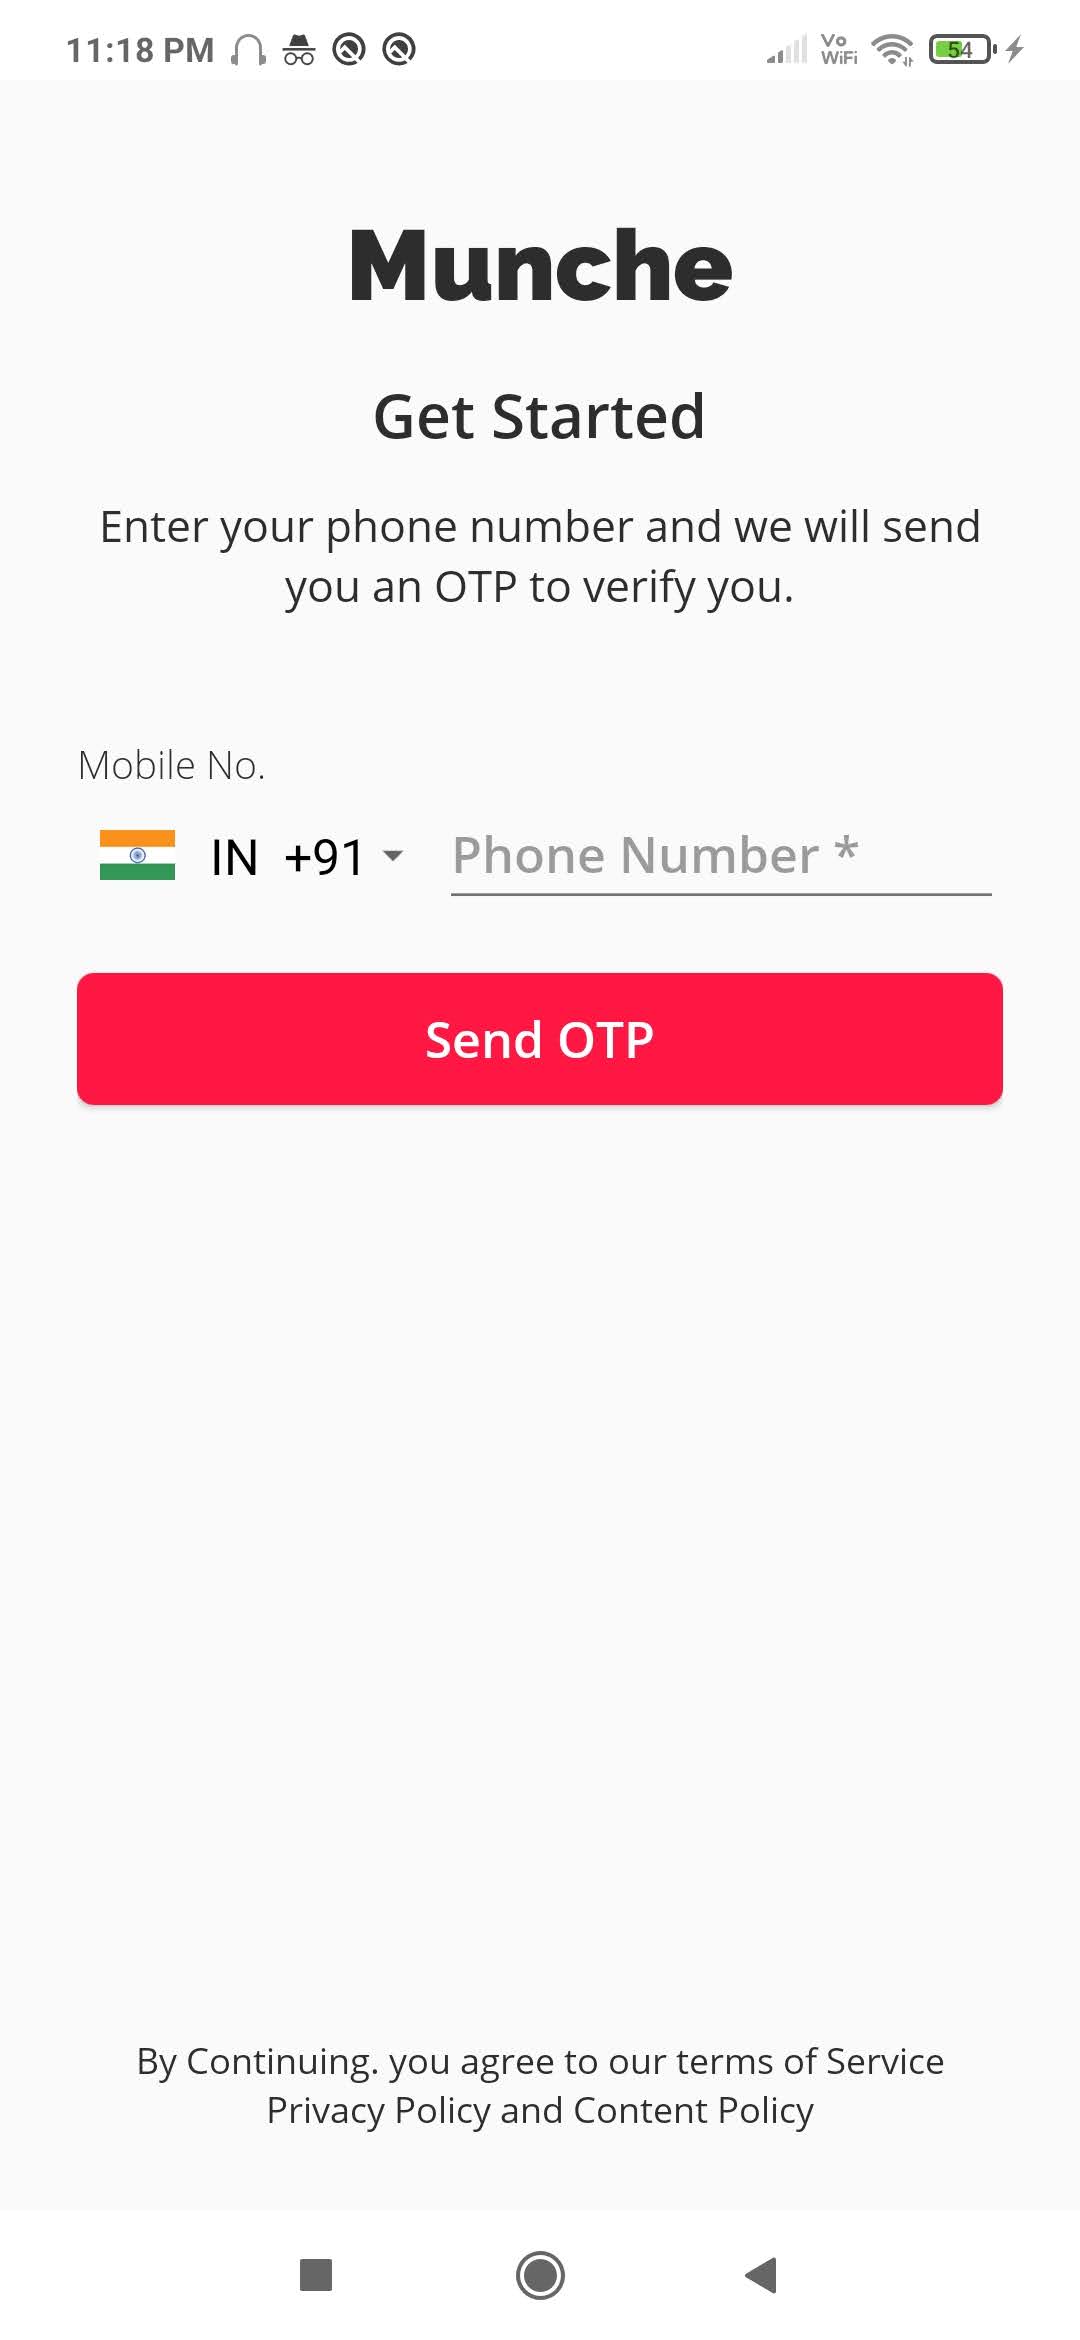 11:18 PM
Vo
WiFi
54
Munche
Get Started
Enter your phone number and we will send
you an OTP to verify you.
Mobile No.
IN +91 Phone Number *
Send OTP
By Continuing. you agree to our terms of Service
Privacy Policy and Content Policy